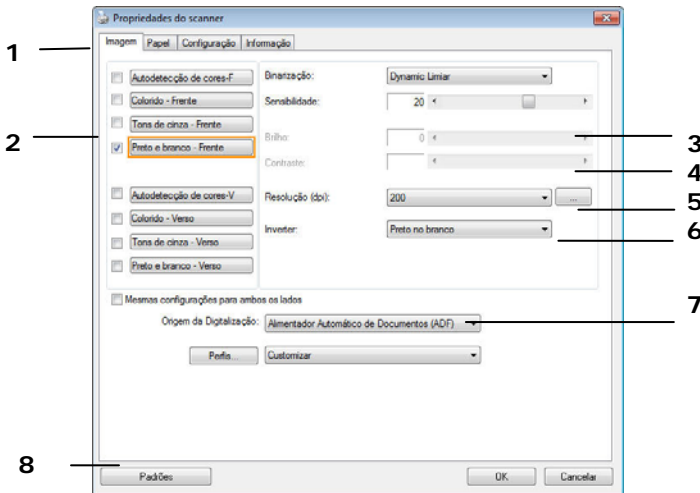 Propriedades do scanner
1
Imagem Papel Configuração Informação
Autodetecção de cores-F
Binarização: Dynamic Limiar
Colorido - Frente
Sensibilidade: 20
Tons de cinza - Frente
2
Preto e branco - Frente
Brilho: 0
3
Contraste:
4
Autodetecção de cores-V
Resolução (dpi): 200 ...
5
Colorido - Verso
Inverter: Preto no branco
6
Tons de cinza - Verso
Preto e branco - Verso
Mesmas configurações para ambos os lados
7
Origem da Digitalização: Alimentador Automático de Documentos (ADF)
Perfis... Customizar
8
Padrões OK Cancelar